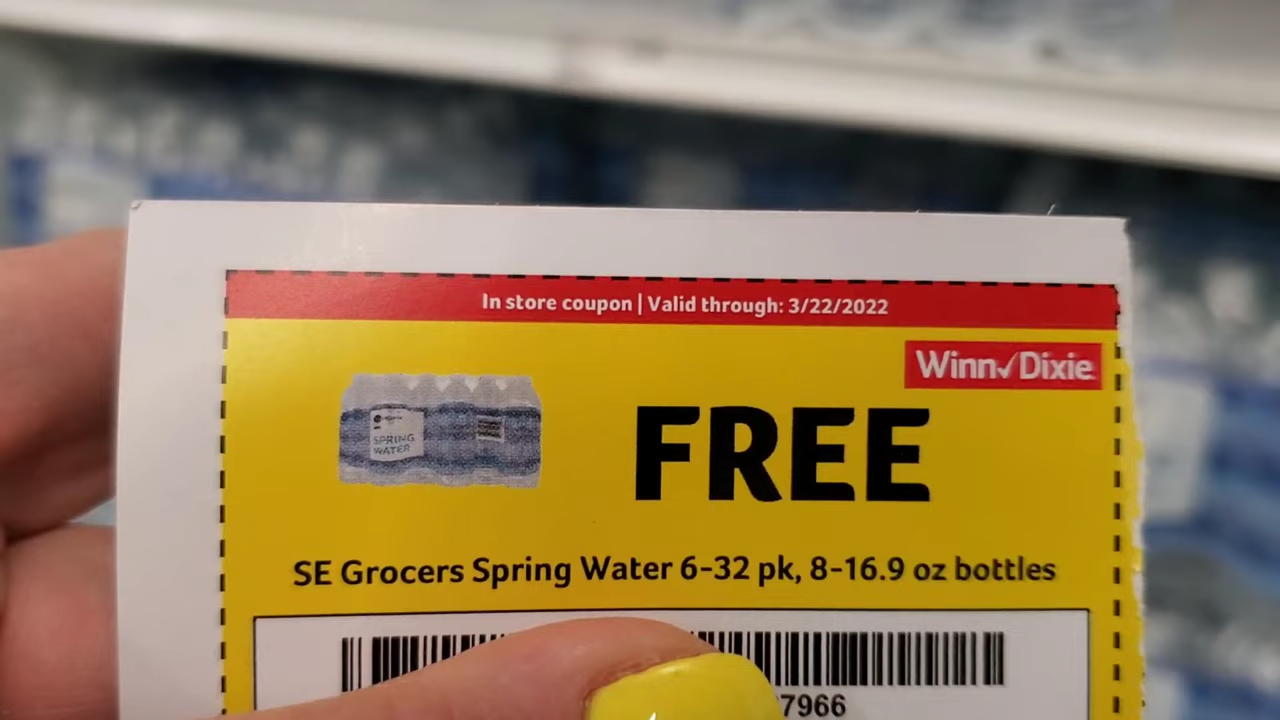 In store coupon | Valid through: 3/22/2022
Winn✓Dixie
SPRING
WATER
FREE
SE Grocers Spring Water 6-32 pk, 8-16.9 oz bottles
7966